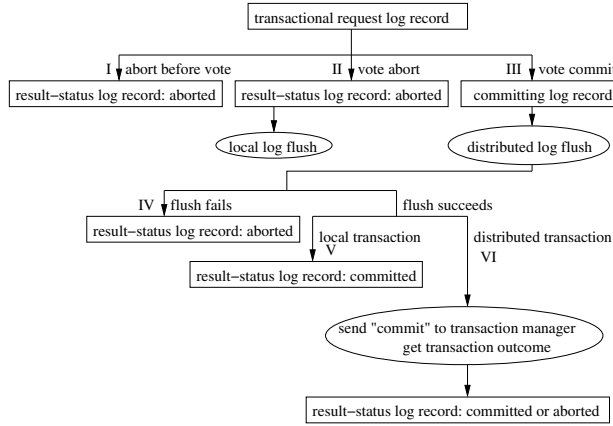 transactional request log record
I abort before vote
II vote abort
III vote commit
result−status log record: aborted
result−status log record: aborted
committing log record
local log flush
distributed log flush
IV flush fails
flush succeeds
result−status log record: aborted
local transaction
V
distributed transaction
VI
result−status log record: committed
send "commit" to transaction manager
get transaction outcome
result−status log record: committed or aborted